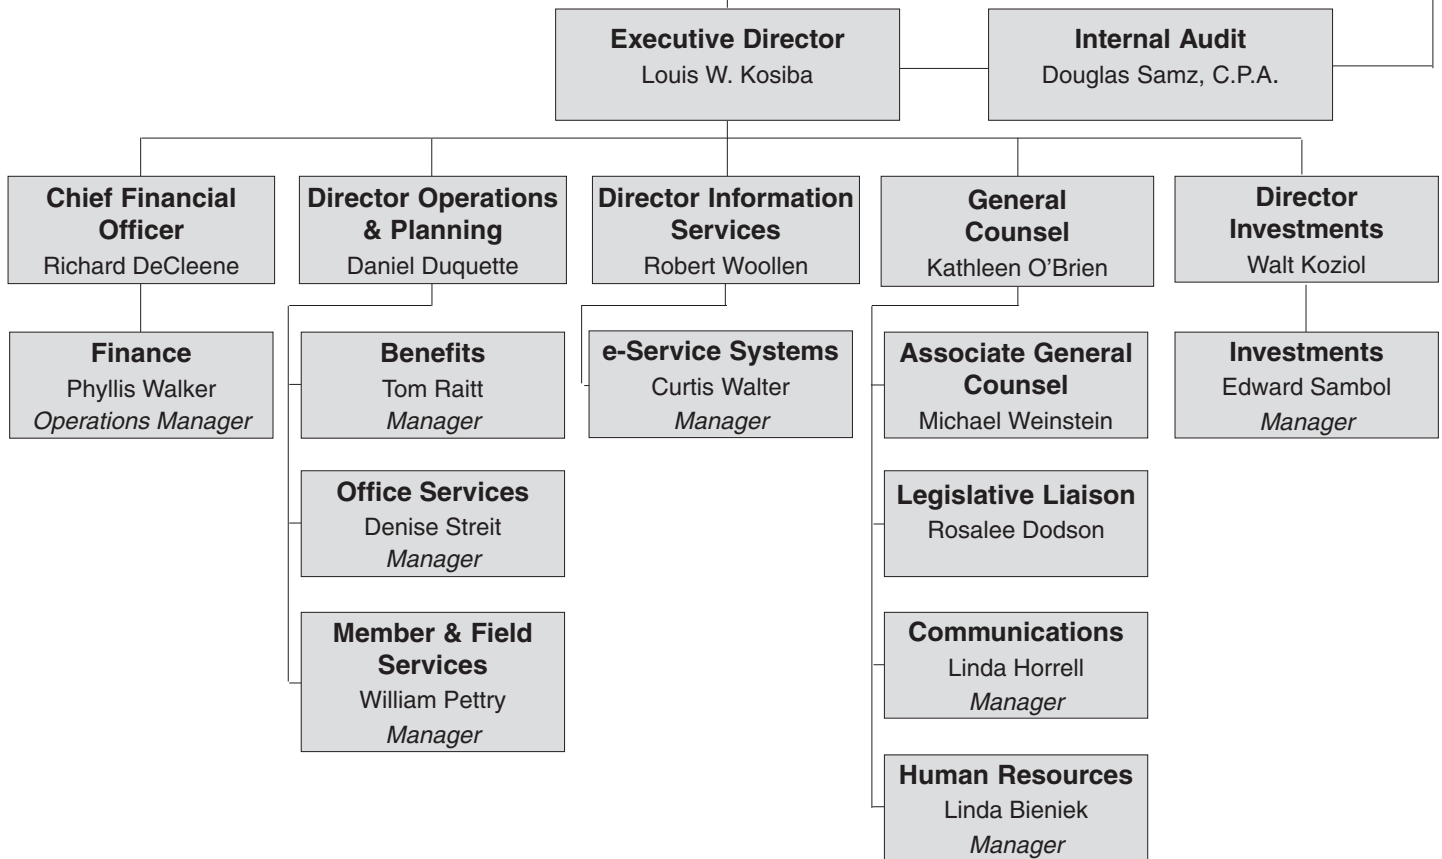 Executive Director
Louis W. Kosiba
Internal Audit
Douglas Samz, C.P.A.
Chief Financial
Officer
Richard DeCleene
Director Operations
& Planning
Daniel Duquette
Director Information
Services
Robert Woollen
General
Counsel
Kathleen O'Brien
Director
Investments
Walt Koziol
Finance
Phyllis Walker
Operations Manager
Benefits
Tom Raitt
Manager
e-Service Systems
Curtis Walter
Manager
Associate General
Counsel
Michael Weinstein
Investments
Edward Sambol
Manager
Office Services
Denise Streit
Manager
Legislative Liaison
Rosalee Dodson
Member & Field
Services
William Pettry
Manager
Communications
Linda Horrell
Manager
Human Resources
Linda Bieniek
Manager